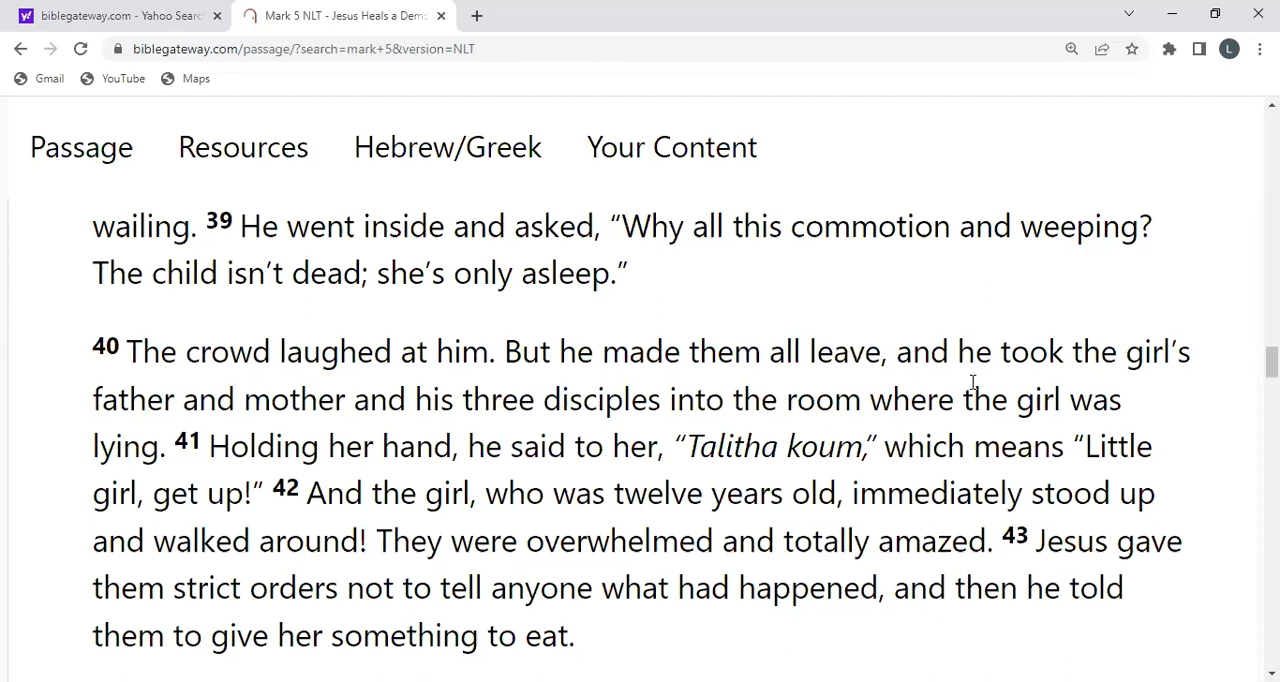 biblegateway.com - Yahoo Searc
Mark 5 NLT - Jesus Heals a Demo
biblegateway.com/passage/?search=mark+5&version=NLT
L
Gmail YouTube Maps
Passage Resources Hebrew/Greek Your Content
wailing. 39 He went inside and asked, “Why all this commotion and weeping?
The child isn’t dead; she’s only asleep.”
40 The crowd laughed at him. But he made them all leave, and he took the girl’s
father and mother and his three disciples into the room where the girl was
lying. 41 Holding her hand, he said to her, “Talitha koum,” which means “Little
girl, get up!” 42 And the girl, who was twelve years old, immediately stood up
and walked around! They were overwhelmed and totally amazed. 43 Jesus gave
them strict orders not to tell anyone what had happened, and then he told
them to give her something to eat.